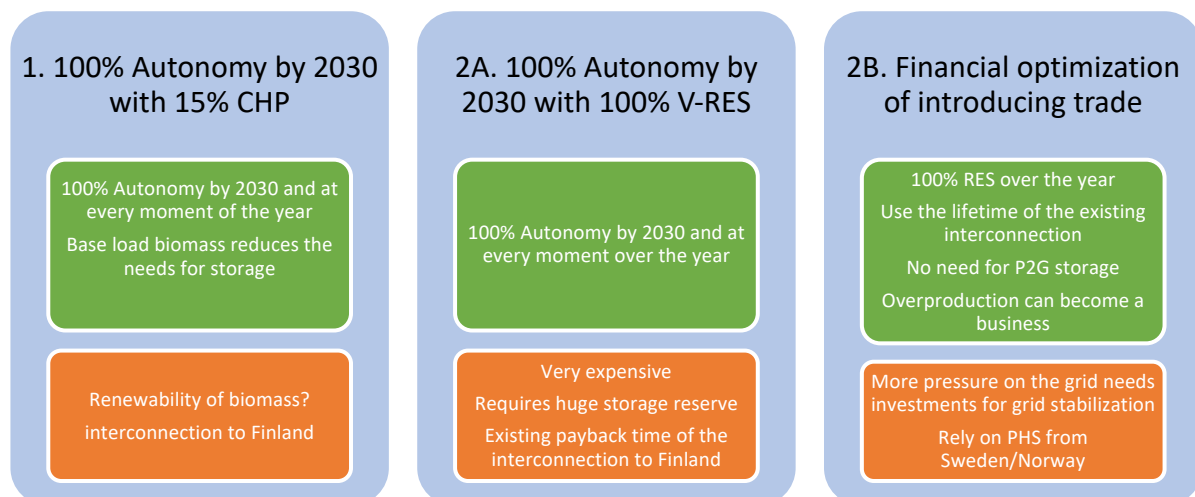 1. 100% Autonomy by 2030
with 15% CHP
100% Autonomy by 2030 and at
every moment of the year
Base load biomass reduces the
needs for storage
Renewability of biomass?
interconnection to Finland
2A. 100% Autonomy by
2030 with 100% V-RES
100% Autonomy by 2030 and at
every moment over the year
Very expensive
Requires huge storage reserve
Existing payback time of the
interconnection to Finland
2B. Financial optimization
of introducing trade
100% RES over the year
Use the lifetime of the existing
interconnection
No need for P2G storage
Overproduction can become a
business
More pressure on the grid needs
investments for grid stabilization
Rely on PHS from
Sweden/Norway